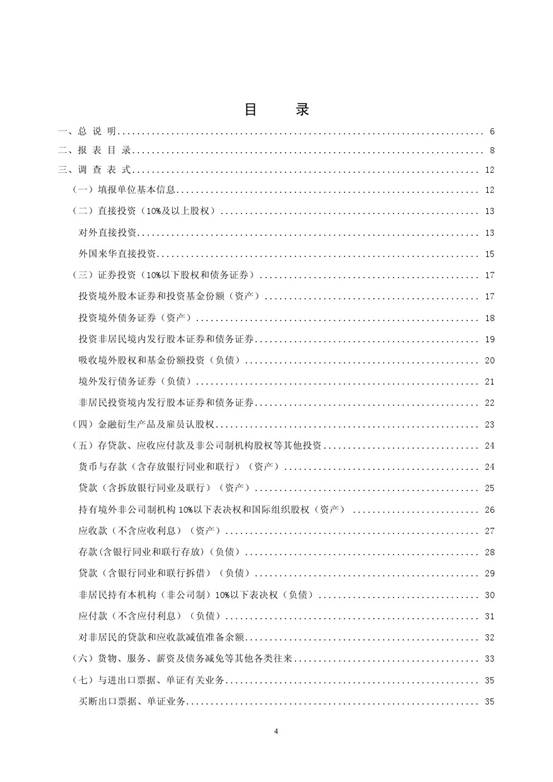 目 录
一、总 说 明........................................................................ 6
二、报 表 目 录..................................................................... 8
三、调 查 表 式..................................................................... 12
（一）填报单位基本信息............................................................. 12
（二）直接投资（10%及以上股权）..................................................... 13
对外直接投资..................................................................... 13
外国来华直接投资................................................................. 15
（三）证券投资（10%以下股权和债务证券）............................................. 17
投资境外股本证券和投资基金份额（资产）........................................... 17
投资境外债务证券（资产）......................................................... 18
投资非居民境内发行股本证券和债务证券............................................. 19
吸收境外股权和基金份额投资（负债）............................................... 20
境外发行债务证券（负债）......................................................... 21
非居民投资境内发行股本证券和债务证券............................................. 22
（四）金融衍生产品及雇员认股权..................................................... 23
（五）存贷款、应收应付款及非公司制机构股权等其他投资............................... 24
货币与存款（含存放银行同业和联行）（资产）....................................... 24
贷款（含拆放银行同业及联行）（资产）............................................. 25
持有境外非公司制机构 10%以下表决权和国际组织股权（资产） ......................... 26
应收款（不含应收利息）（资产）................................................... 27
存款(含银行同业和联行存放)（负债）............................................... 28
贷款（含银行同业和联行拆借）（负债）............................................. 29
非居民持有本机构（非公司制）10%以下表决权（负债）................................. 30
应付款（不含应付利息）（负债）................................................... 31
对非居民的贷款和应收款减值准备余额............................................... 32
（六）货物、服务、薪资及债务减免等其他各类往来..................................... 33
（七）与进出口票据、单证有关业务................................................... 35
买断出口票据、单证业务........................................................... 35
4